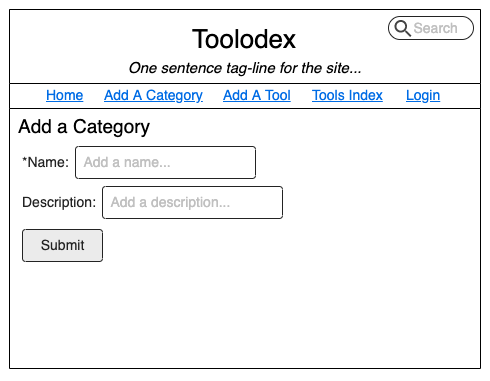 Search
Toolodex
One sentence tag-line for the site...
Home Add A Category Add A Tool Tools Index Login
Add a Category
*Name: Add a name...
Description: Add a description...
Submit